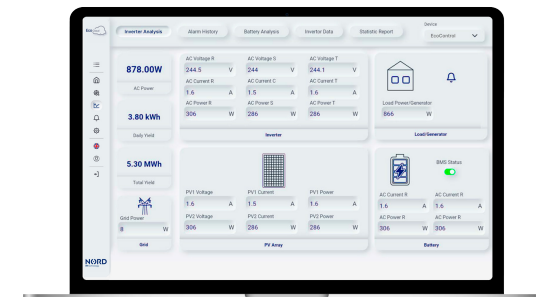 Eco
Inverter Analysis
Alarm History
Battery Analysis
Invertor Data
Statistic Report
Device
EcoControl
878.00W
AC Power
3.80 kWh
Daily Yield
5.30 MWh
Total Yield
Grid Power
8 W
Grid
AC Voltage R AC Voltage S AC Voltage T
244.5 V 244 V 244.1 V
AC Current R AC Current C AC Current T
1.6 A 1.5 A 1.6 A
AC Power R AC Power S AC Power T
306 W 286 W 286 W
Inverter
Load Power/Generator
866 W
Load/Generator
PV1 Voltage PV1 Current PV1 Power
1.6 A 1.5 A 1.6 A
PV2 Voltage PV2 Current PV2 Power
306 W 286 W 286 W
PV Array
BMS Status
AC Current R AC Current R
1.6 A 1.6 A
AC Power R AC Power R
306 W 306 W
Battery
NORD